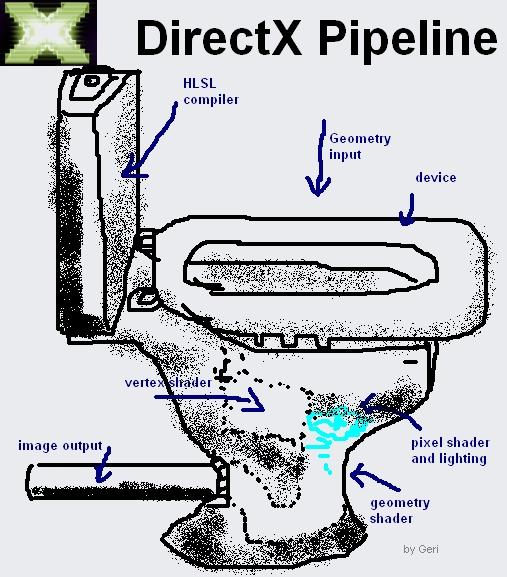 DirectX Pipeline
HLSL
compiler
Geometry
input
device
vertex shader
pixel shader
and lighting
image output
geometry
shader
by Geri